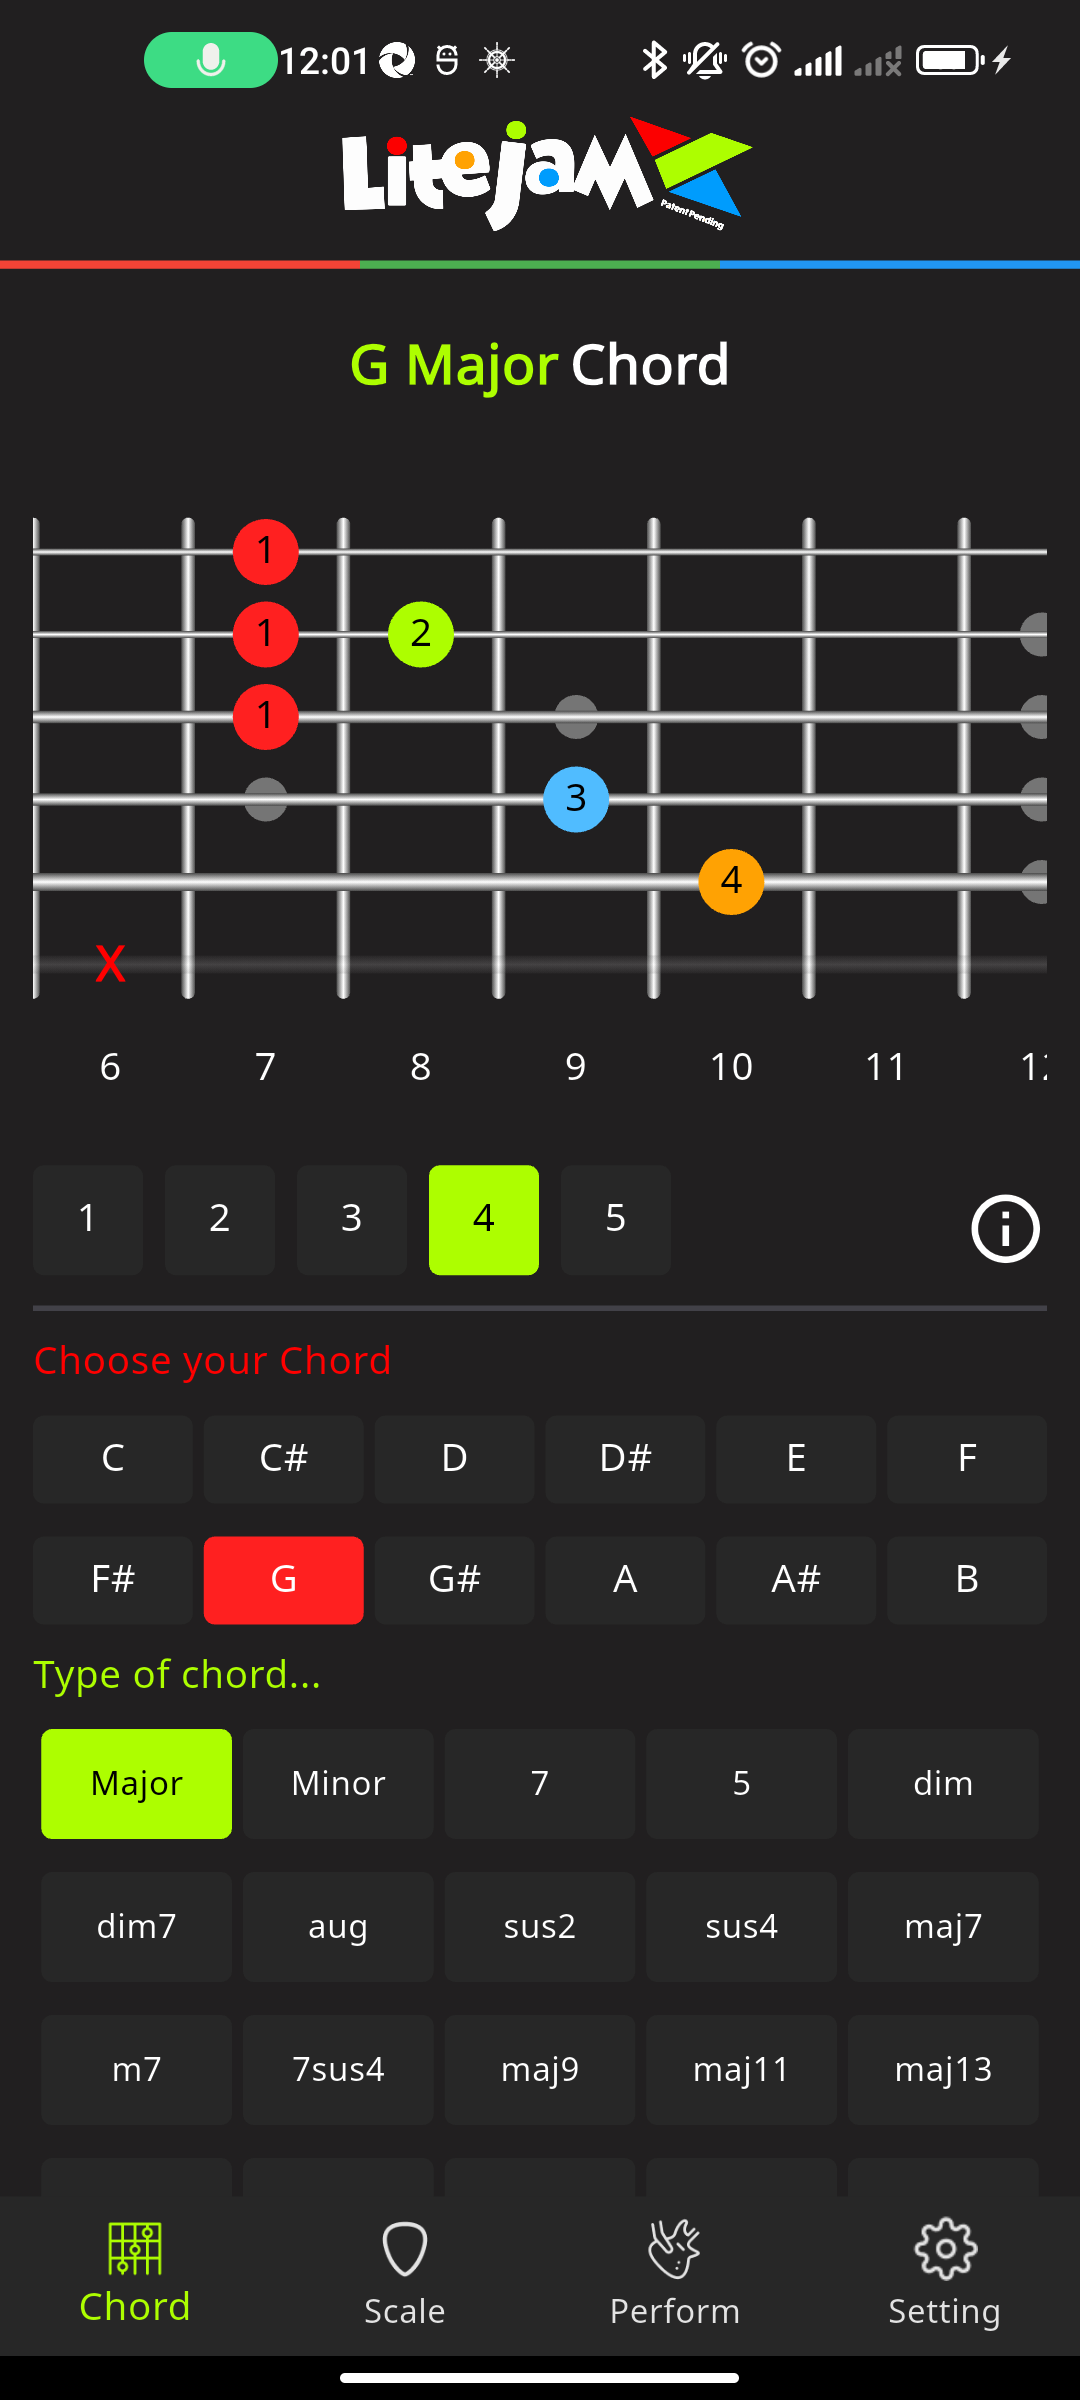 12:01
Litejam
Patent Pending
G Major Chord
1
1 2
1
3
4
X
6 7 8 9 10 11
1 2 3 4 5
Choose your Chord
C C# D D# E F
F# G G# A A# B
Type of chord...
Major Minor 7 5 dim
dim7 aug sus2 sus4 maj7
m7 7sus4 maj9 maj11 maj13
Chord Scale Perform Setting